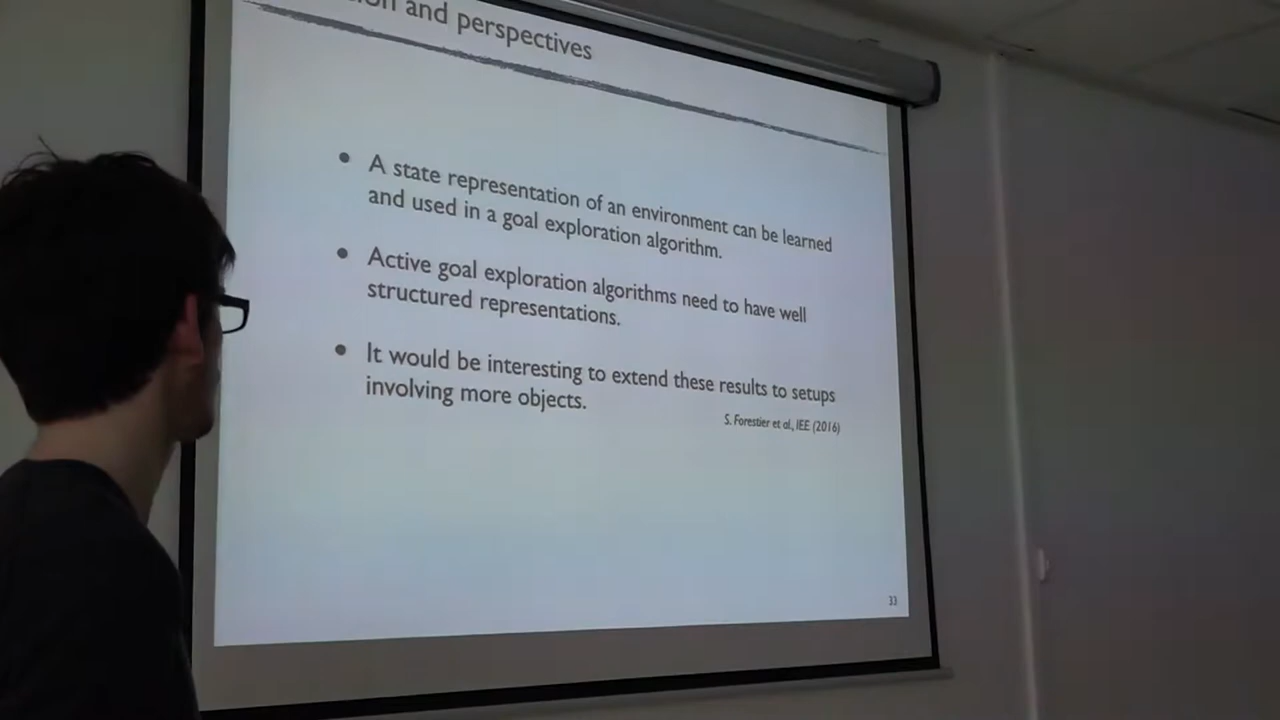 and perspectives
• A state representation of an environment can be learned
and used in a goal exploration algorithm.
• Active goal exploration algorithms need to have well
structured representations.
• It would be interesting to extend these results to setups
involving more objects.
S. Forestier et al., IEE (2016)
33